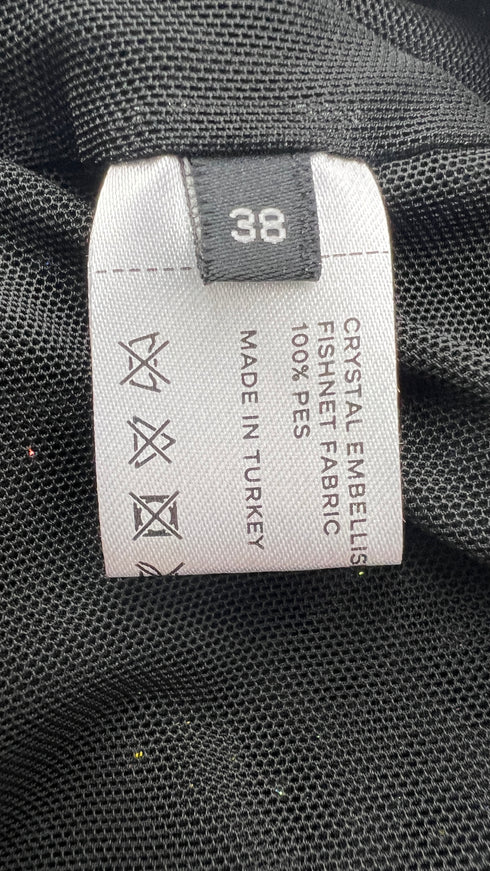 38
CRYSTAL EMBELLIS
FISHNET FABRIC
100% PES
MADE IN TURKEY